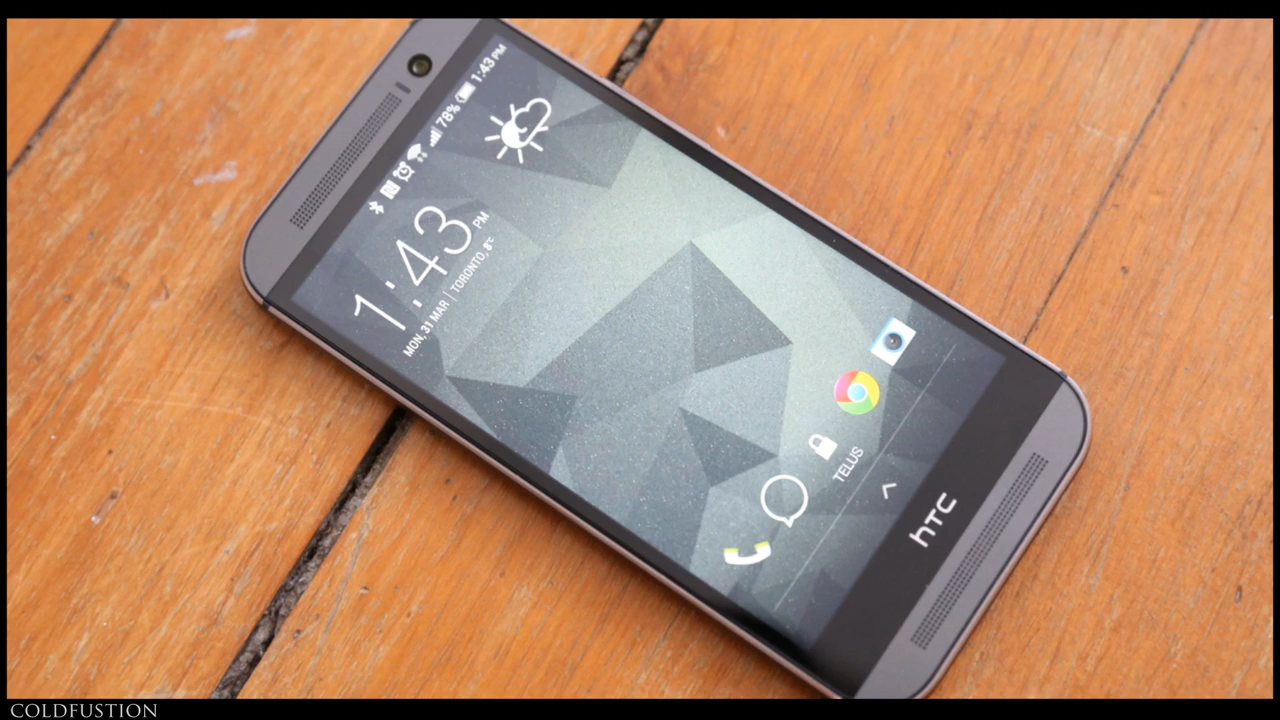 78% 1:43 PM
1:43 PM
MON, 31 MAR | TORONTO, 8°C
TELUS
hTC
COLDFUSTION